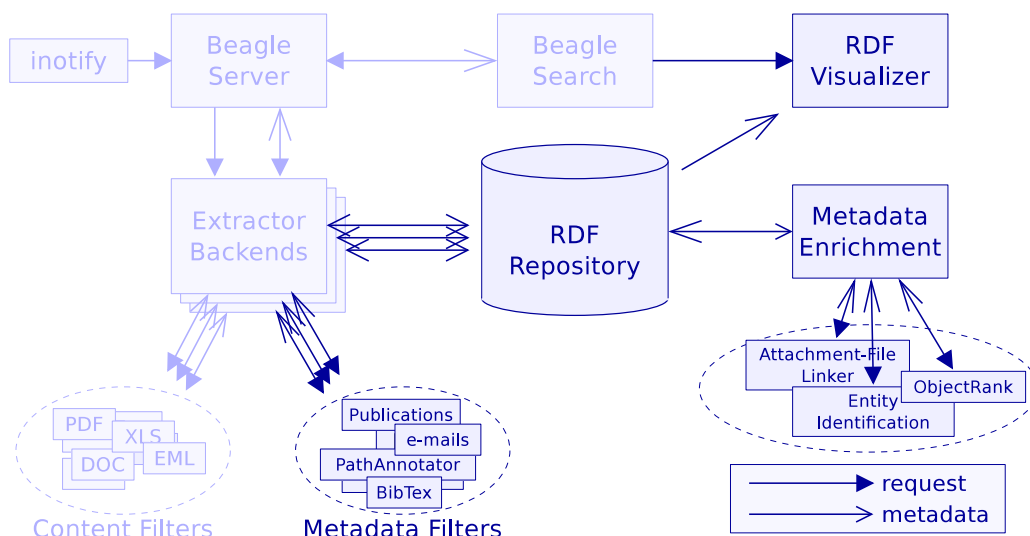 inotify
Beagle
Server
Beagle
Search
RDF
Visualizer
Extractor
Backends
RDF
Repository
Metadata
Enrichment
Attachment-File
Linker
ObjectRank
Entity
Identification
PDF
XLS
DOC
EML
Content Filters
Publications
e-mails
PathAnnotator
BibTex
Metadata Filters
request
metadata